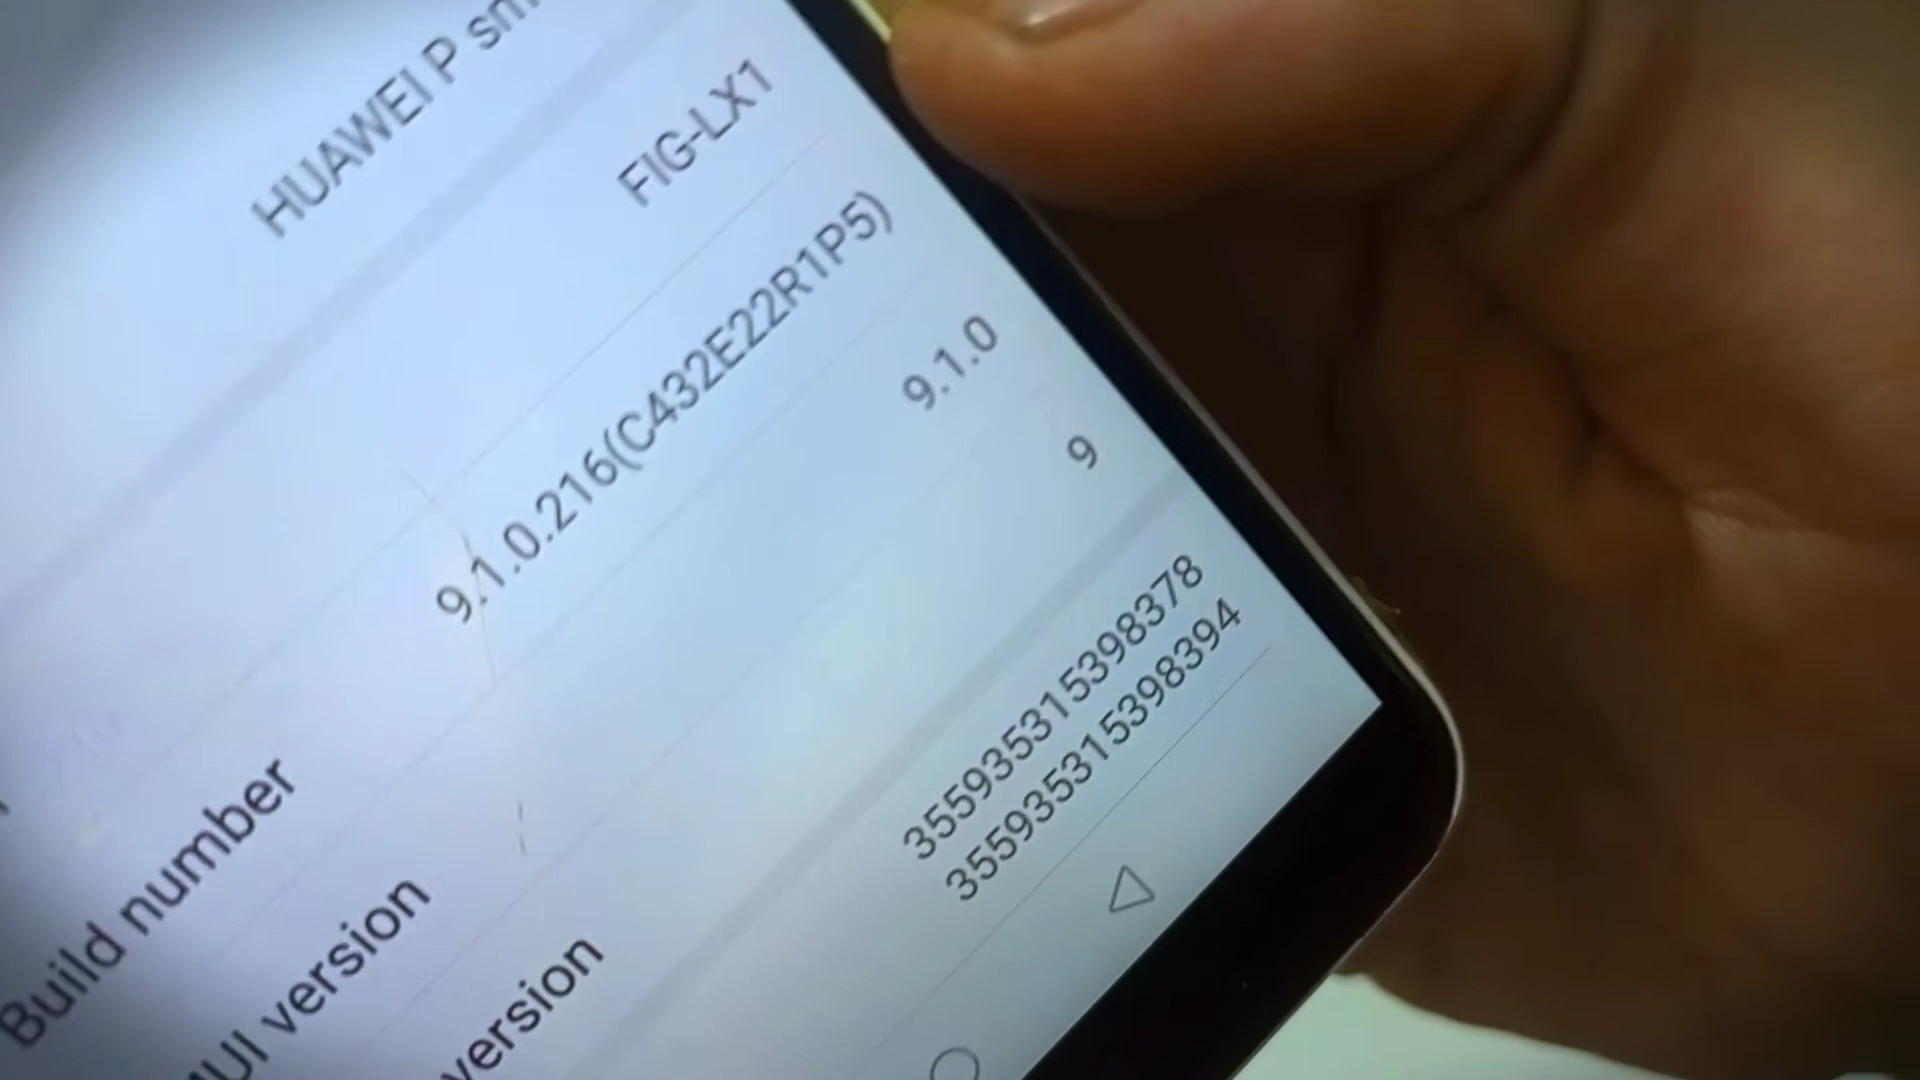 HUAWEI P
FIG-LX1
Build number 9.1.0.216(C432E22R1P5)
UI version 9.1.0
version 9
355935315398378
355935315398394